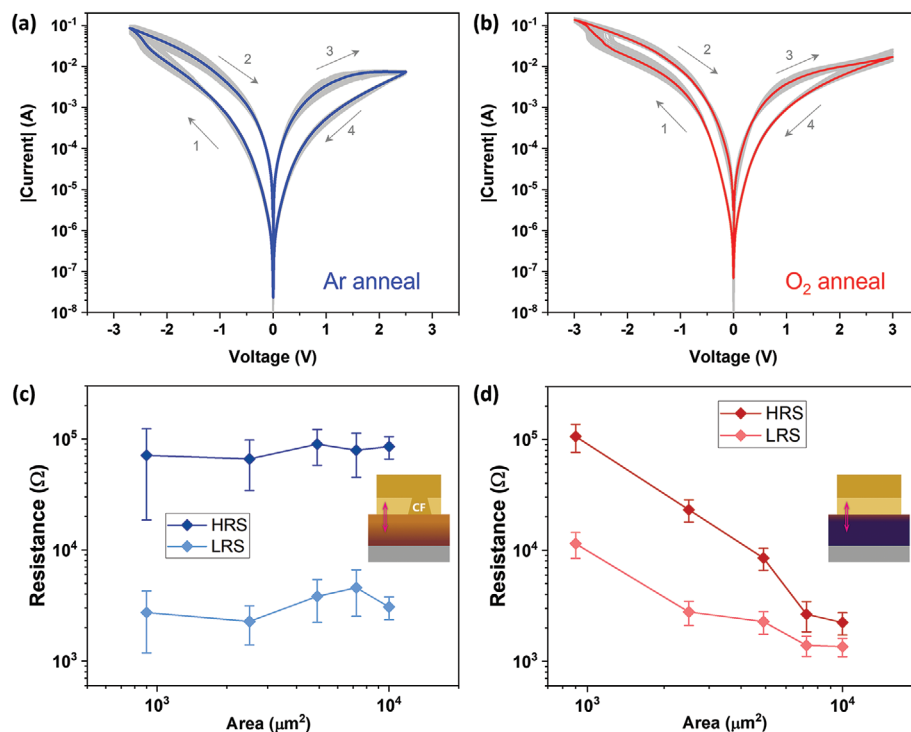 (a)
10^-1
10^-2
10^-3
10^-4
10^-5
10^-6
10^-7
10^-8
|Current| (A)
1
2
3
4
Ar anneal
-3 -2 -1 0 1 2 3
Voltage (V)
(b)
10^-1
10^-2
10^-3
10^-4
10^-5
10^-6
10^-7
10^-8
|Current| (A)
1
2
3
4
O₂ anneal
-3 -2 -1 0 1 2 3
Voltage (V)
(c)
10^5
10^4
10^3
Resistance (Ω)
HRS
LRS
CF
10^3 10^4
Area (μm²)
(d)
10^5
10^4
10^3
Resistance (Ω)
HRS
LRS
10^3 10^4
Area (μm²)